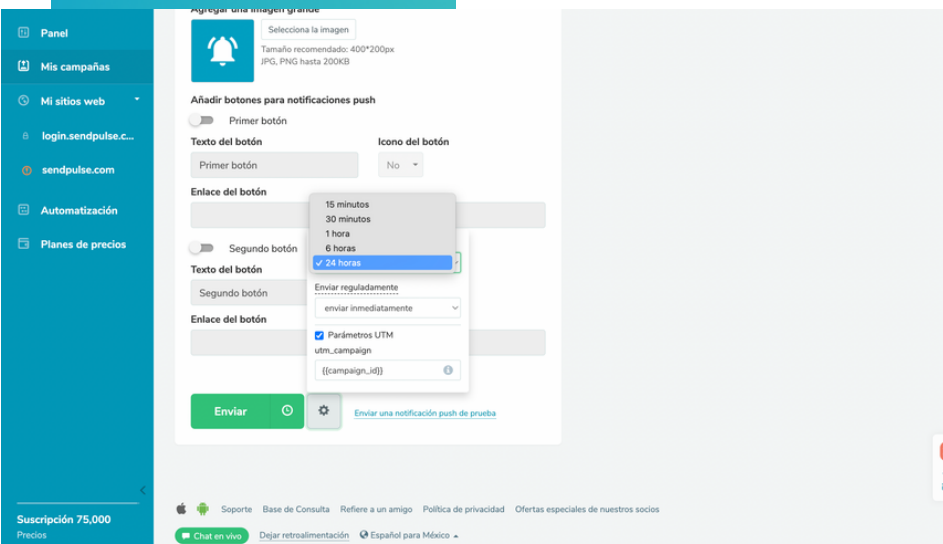 Agregar una imagen grande
Selecciona la imagen
Tamaño recomendado: 400*200px
JPG, PNG hasta 200KB
Panel
Mis campañas
Mi sitios web
login.sendpulse.c...
sendpulse.com
Automatización
Planes de precios
Suscripción 75,000
Precios
Añadir botones para notificaciones push
Primer botón
Texto del botón
Icono del botón
Primer botón
No
Enlace del botón
15 minutos
30 minutos
1 hora
6 horas
✓ 24 horas
Segundo botón
Texto del botón
Segundo botón
Enlace del botón
Enviar reguladamente
enviar inmediatamente
Parámetros UTM
utm_campaign
{{campaign_id}}
Enviar
Enviar una notificación push de prueba
Soporte Base de Consulta Refiere a un amigo Política de privacidad Ofertas especiales de nuestros socios
Chat en vivo Dejar retroalimentación Español para México